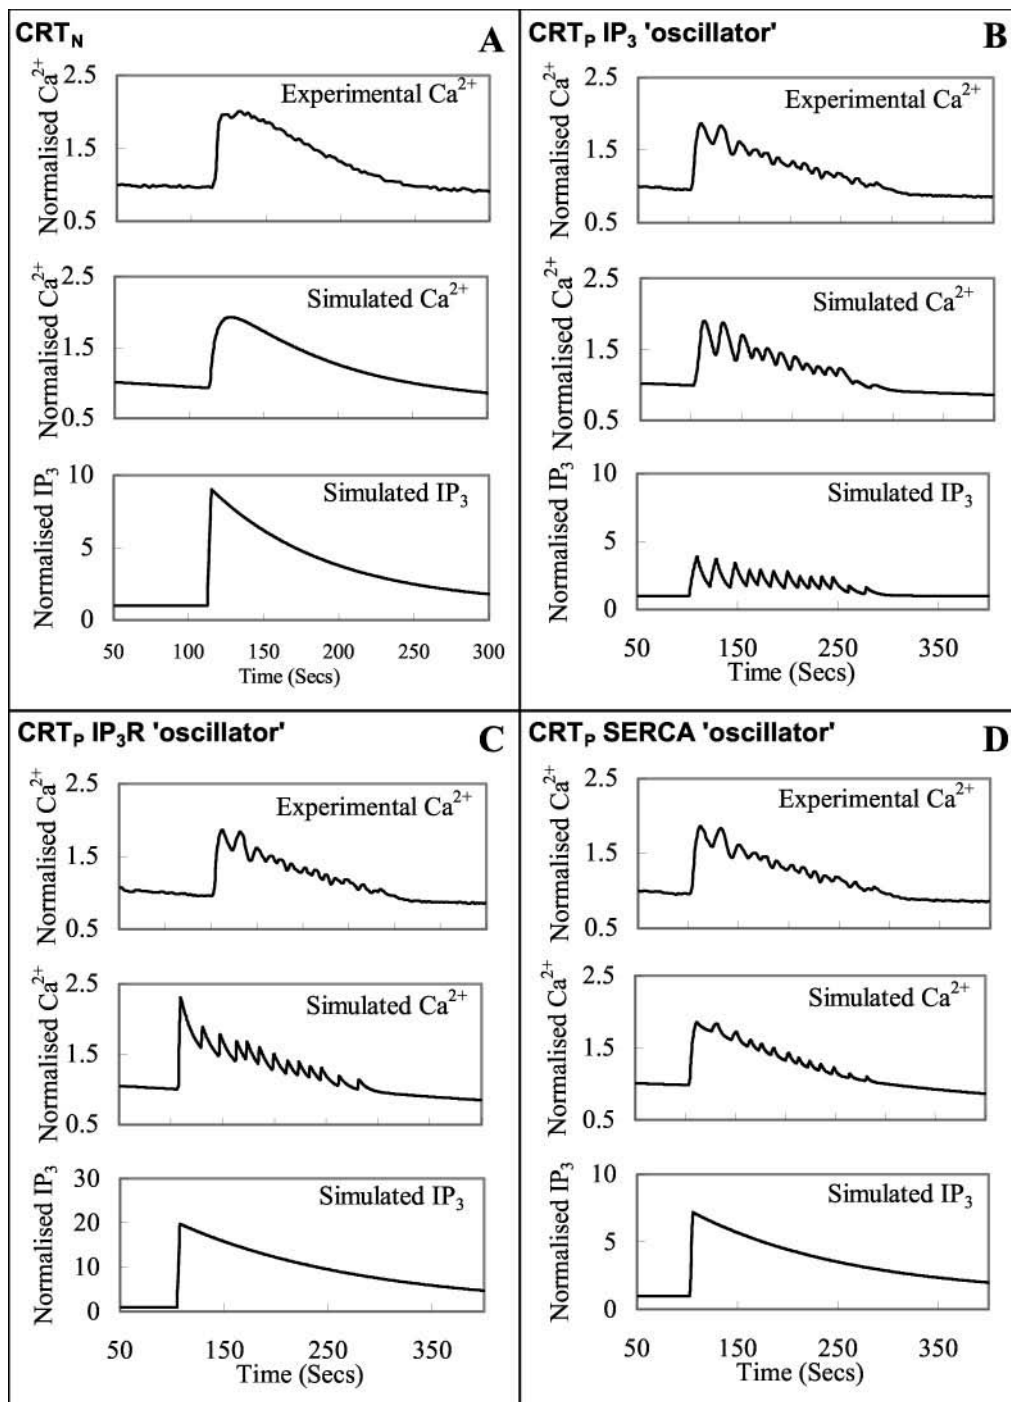 CRT_N
A
Normalised Ca²⁺
2.5
1.5
0.5
Experimental Ca²⁺
Normalised Ca²⁺
2.5
1.5
0.5
Simulated Ca²⁺
Normalised IP₃
10
5
0
Simulated IP₃
50 100 150 200 250 300
Time (Secs)
CRT_P IP₃ 'oscillator'
B
Normalised Ca²⁺
2.5
1.5
0.5
Experimental Ca²⁺
Normalised Ca²⁺
2.5
1.5
0.5
Simulated Ca²⁺
Normalised IP₃
10
5
0
Simulated IP₃
50 150 250 350
Time (Secs)
CRT_P IP₃R 'oscillator'
C
Normalised Ca²⁺
2.5
1.5
0.5
Experimental Ca²⁺
Normalised Ca²⁺
2.5
1.5
0.5
Simulated Ca²⁺
Normalised IP₃
30
20
10
0
Simulated IP₃
50 150 250 350
Time (Secs)
CRT_P SERCA 'oscillator'
D
Normalised Ca²⁺
2.5
1.5
0.5
Experimental Ca²⁺
Normalised Ca²⁺
2.5
1.5
0.5
Simulated Ca²⁺
Normalised IP₃
10
5
0
Simulated IP₃
50 150 250 350
Time (Secs)